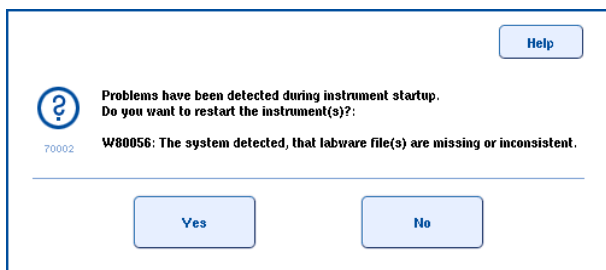 Help
Problems have been detected during instrument startup.
Do you want to restart the instrument(s)?:
70002
W80056: The system detected, that labware file(s) are missing or inconsistent.
Yes
No